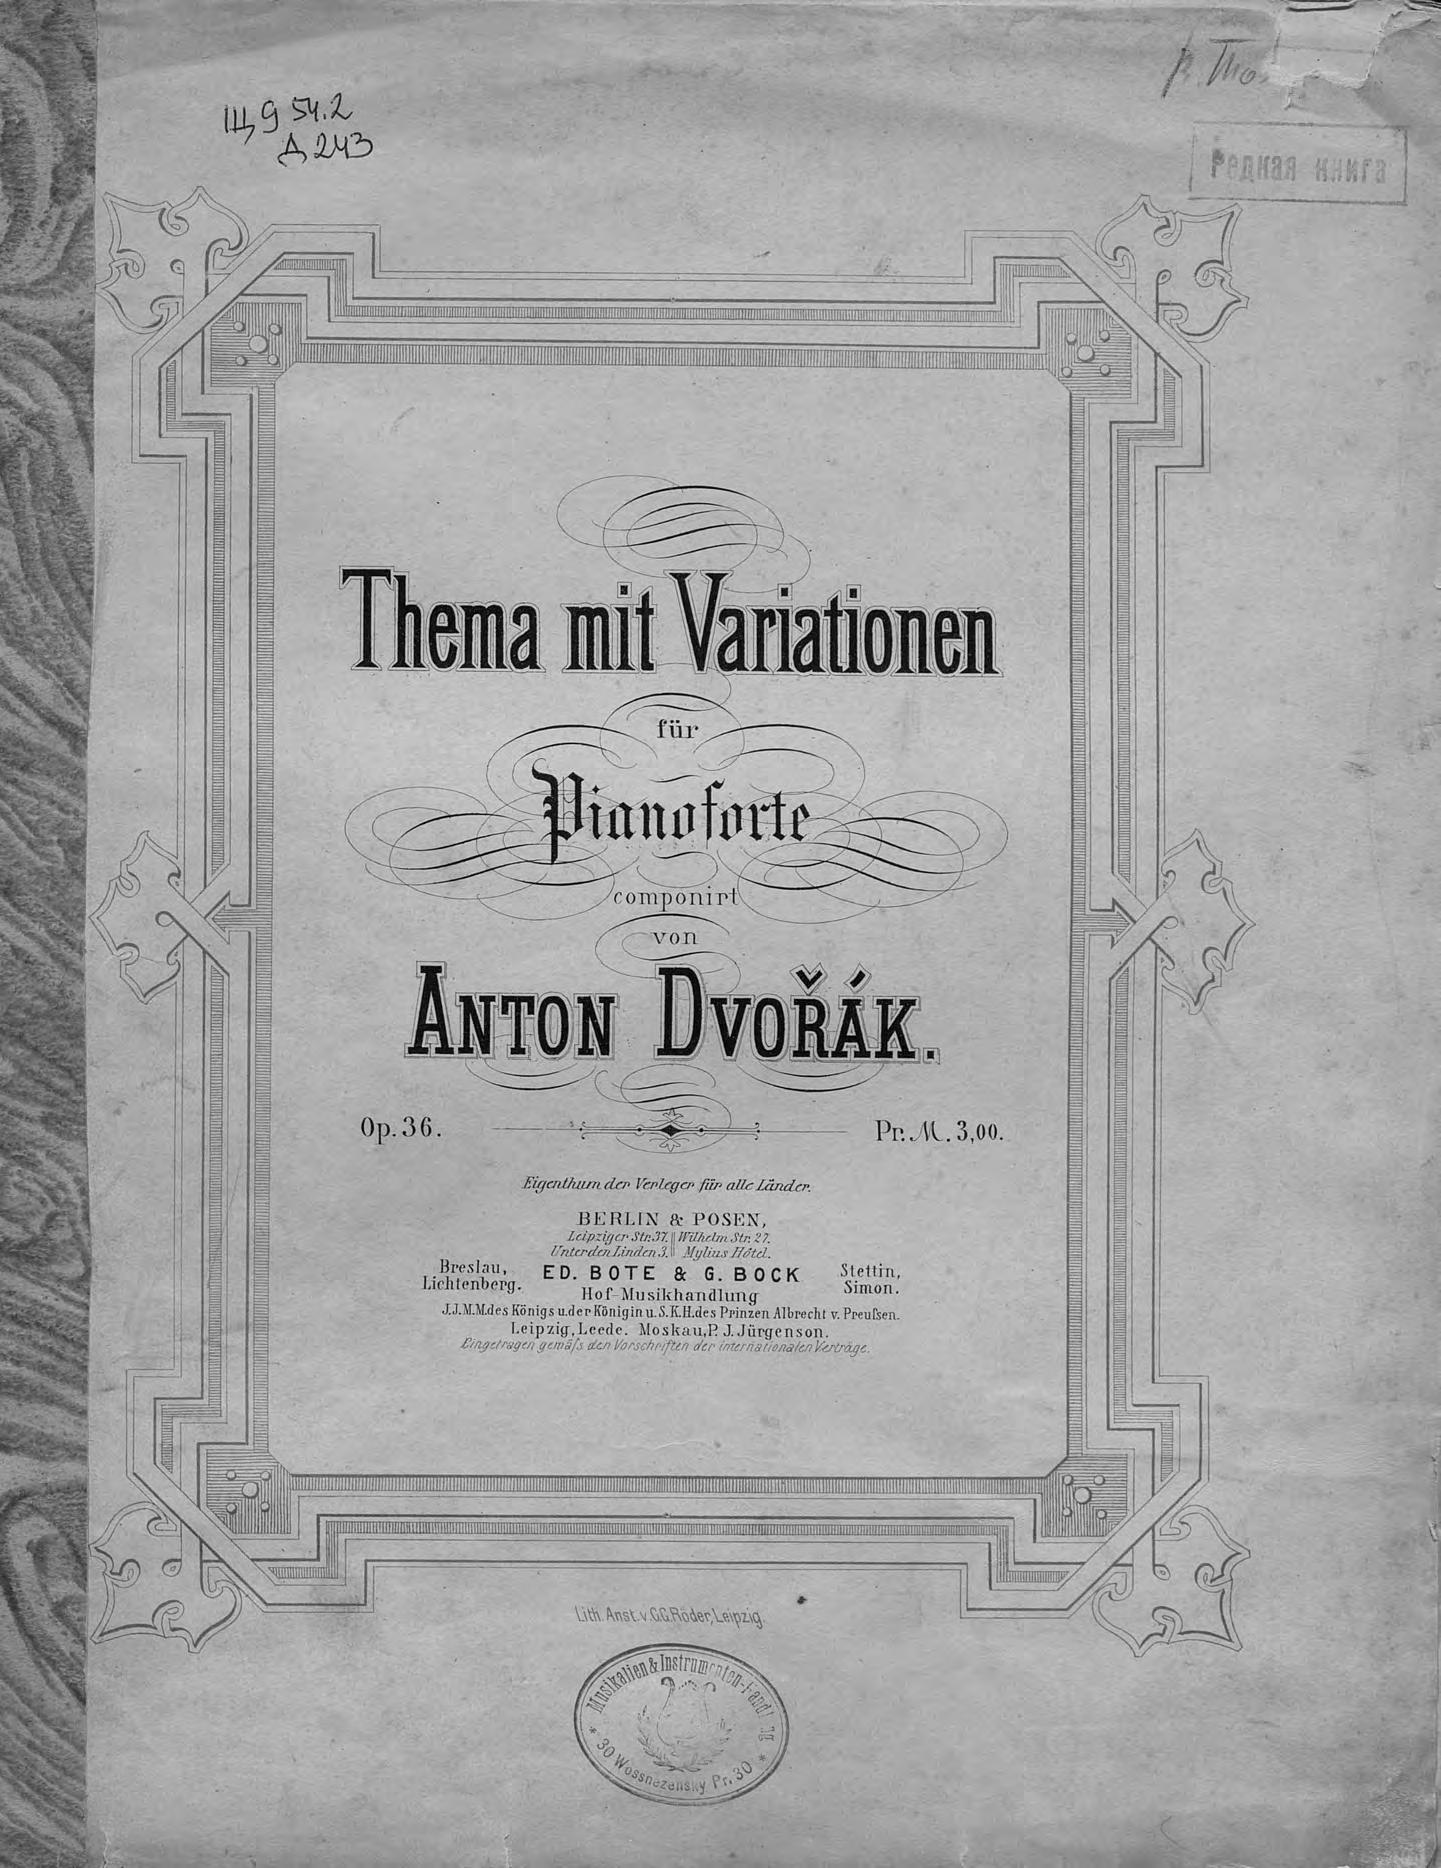 Щ9 54.2
Д243
Редкая книга
Thema mit Variationen
für
Pianoforte
componirt
von
ANTON DVOŘÁK.
Op. 36.
Pr. M. 3,00.
Eigenthum der Verleger für alle Länder.
BERLIN & POSEN,
Leipziger Str. 37. || Wilhelm Str. 27.
Unter den Linden 3. || Mylius Hôtel.
Breslau,
Lichtenberg.
ED. BOTE & G. BOCK
Stettin,
Simon.
Hof-Musikhandlung
J.J.M.M. des Königs u. der Königin u. S.K.H. des Prinzen Albrecht v. Preuſsen.
Leipzig, Leede. Moskau, P. J. Jürgenson.
Eingetragen gemäſs den Vorschriften der internationalen Verträge.
Lith. Anst. v. C.G. Röder, Leipzig.
Musikalien & Instrumenten-
* 30 Wossnezensky Pr. 30 *